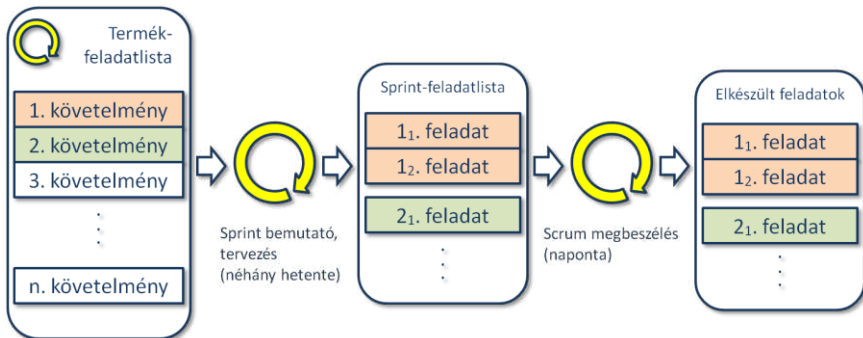 Termék-
feladatlista
1. követelmény
2. követelmény
3. követelmény
n. követelmény
Sprint bemutató,
tervezés
(néhány hetente)
Sprint-feladatlista
1₁. feladat
1₂. feladat
2₁. feladat
Scrum megbeszélés
(naponta)
Elkészült feladatok
1₁. feladat
1₂. feladat
2₁. feladat